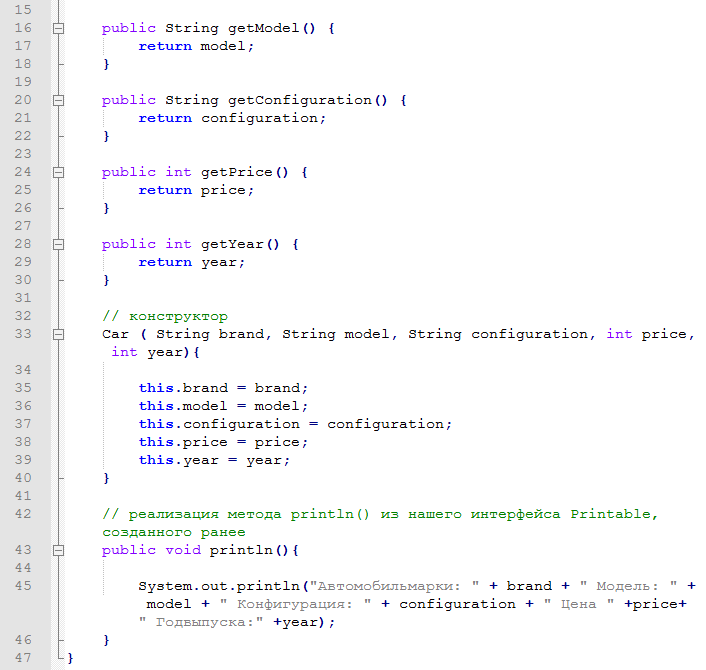 15
16 public String getModel() {
17 return model;
18 }
19
20 public String getConfiguration() {
21 return configuration;
22 }
23
24 public int getPrice() {
25 return price;
26 }
27
28 public int getYear() {
29 return year;
30 }
31
32 // конструктор
33 Car ( String brand, String model, String configuration, int price,
int year){
34
35 this.brand = brand;
36 this.model = model;
37 this.configuration = configuration;
38 this.price = price;
39 this.year = year;
40 }
41
42 // реализация метода println() из нашего интерфейса Printable,
созданного ранее
43 public void println(){
44
45 System.out.println("Автомобильмарки: " + brand + " Модель: " +
model + " Конфигурация: " + configuration + " Цена " +price+
" Годвыпуска:" +year);
46 }
47 }